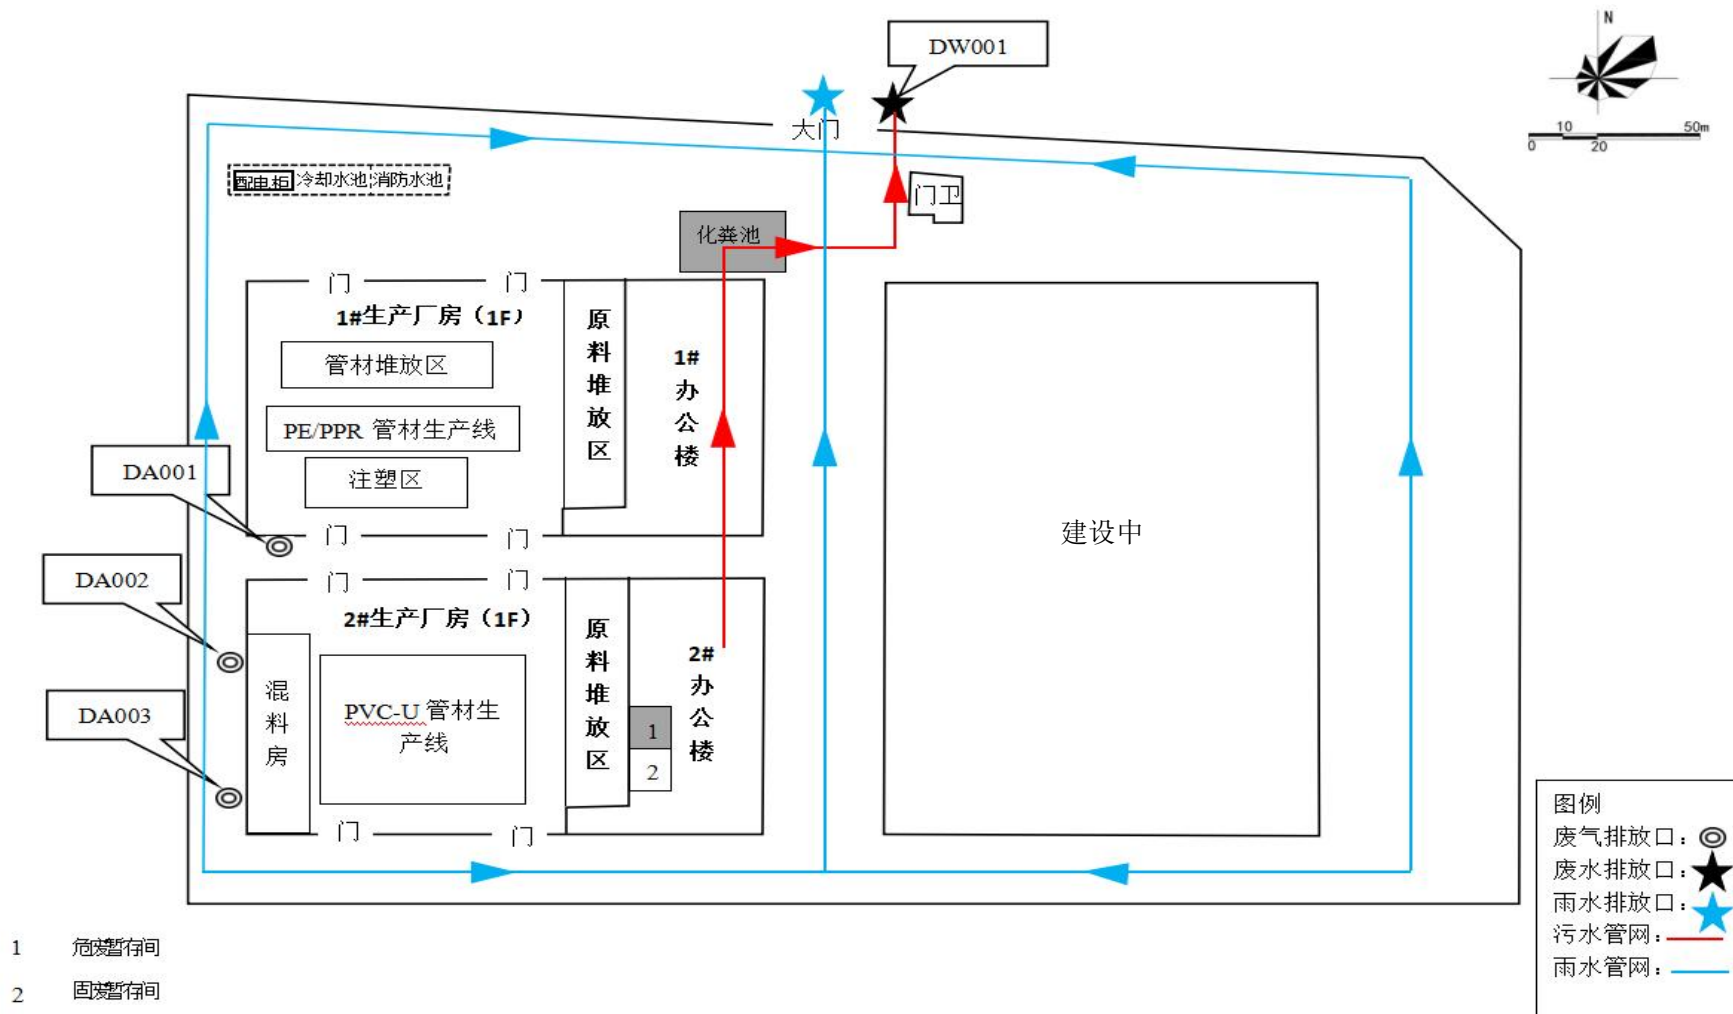 DW001
N
10 50m
0 20
大门
配电柜 冷却水池 消防水池
门卫
化粪池
门 门
1#生产厂房（1F）
管材堆放区
PE/PPR 管材生产线
注塑区
原料堆放区
1#办公楼
DA001
门 门
建设中
DA002
门 门
2#生产厂房（1F）
DA003
混料房
PVC-U 管材生
产线
原料堆放区
2#办公楼
1
2
门 门
图例
废气排放口：
废水排放口：
雨水排放口：
污水管网：
雨水管网：
1 危废暂存间
2 固废暂存间